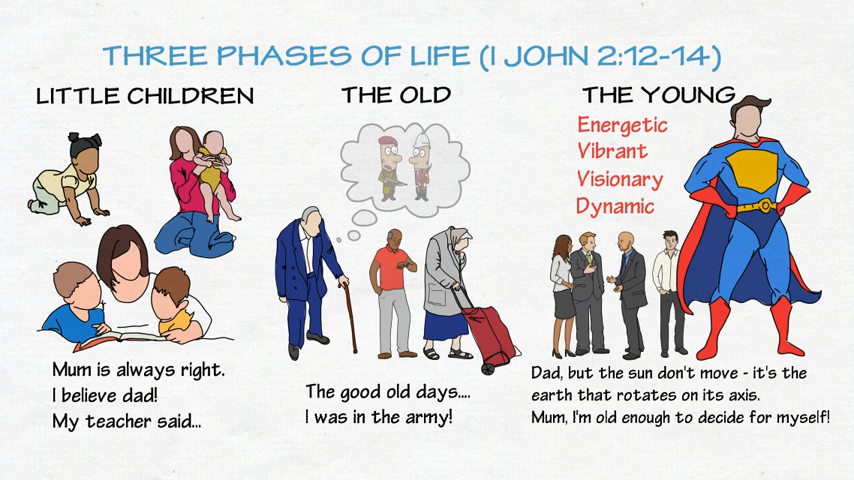 THREE PHASES OF LIFE (I JOHN 2:12-14)
LITTLE CHILDREN
Mum is always right.
I believe dad!
My teacher said...
THE OLD
The good old days....
I was in the army!
THE YOUNG
Energetic
Vibrant
Visionary
Dynamic
Dad, but the sun don't move - it's the
earth that rotates on its axis.
Mum, I'm old enough to decide for myself!